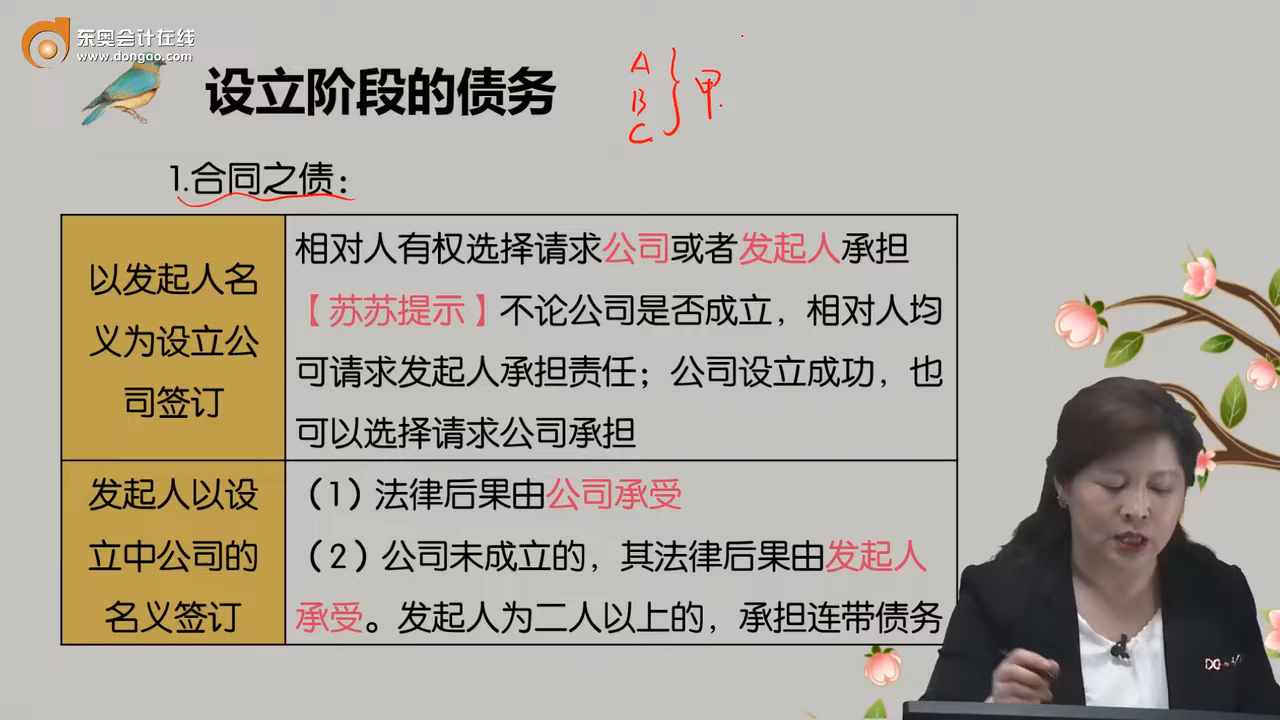 东奥会计在线
www.dongao.com
设立阶段的债务
A
B
C
甲
1.合同之债：
以发起人名
义为设立公
司签订
相对人有权选择请求公司或者发起人承担
【苏苏提示】不论公司是否成立，相对人均
可请求发起人承担责任；公司设立成功，也
可以选择请求公司承担
发起人以设
立中公司的
名义签订
（1）法律后果由公司承受
（2）公司未成立的，其法律后果由发起人
承受。发起人为二人以上的，承担连带债务